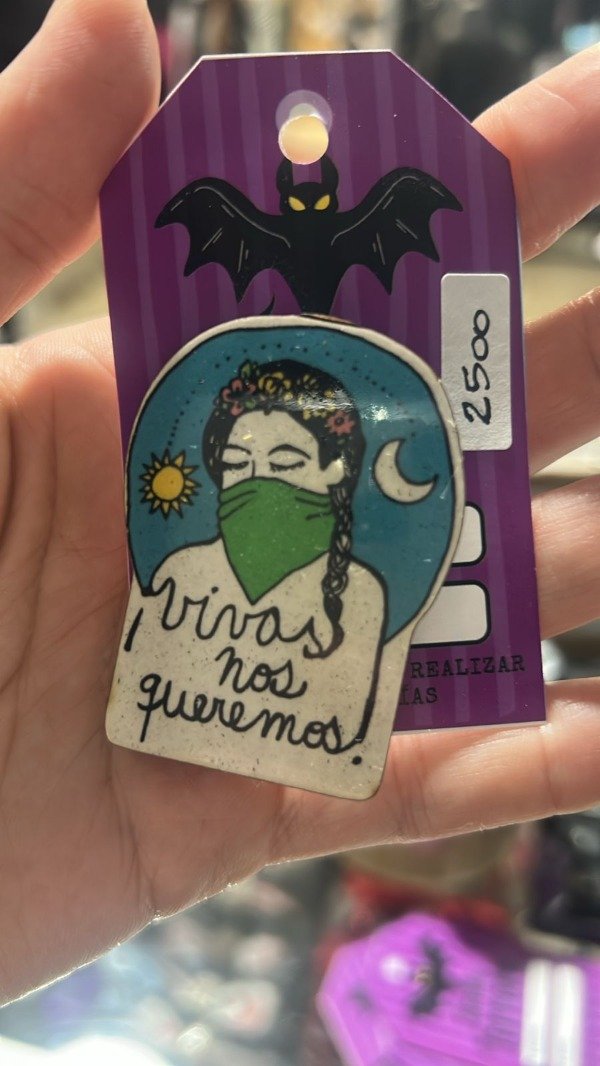 2500
¡Vivas
nos
queremos!
REALIZAR
ÍAS